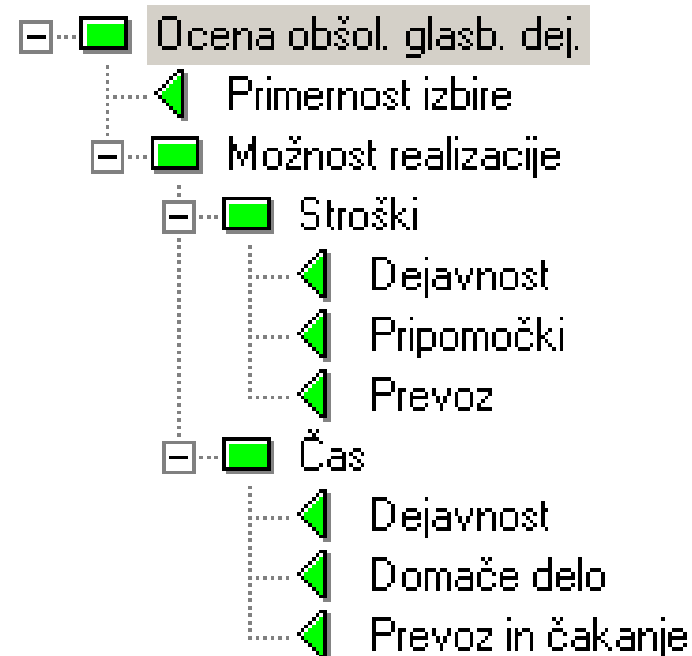 Ocena obšol. glasb. dej.
Primernost izbire
Možnost realizacije
Stroški
Dejavnost
Pripomočki
Prevoz
Čas
Dejavnost
Domače delo
Prevoz in čakanje